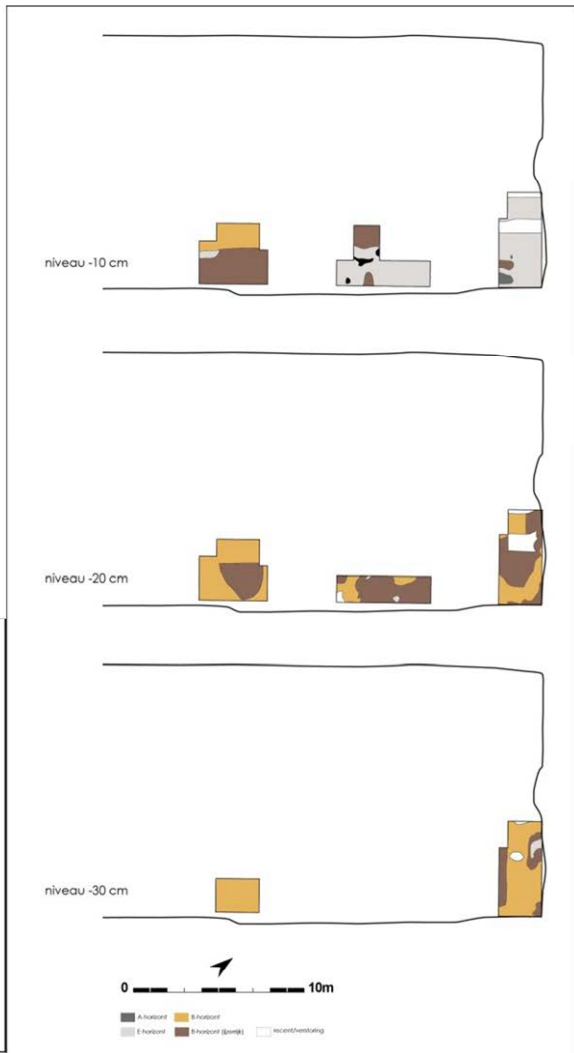 niveau -10 cm
niveau -20 cm
niveau -30 cm
0 10m
A-horizont B-horizont
E-horizont B-horizont (ijzerrijk) recent/verstoring